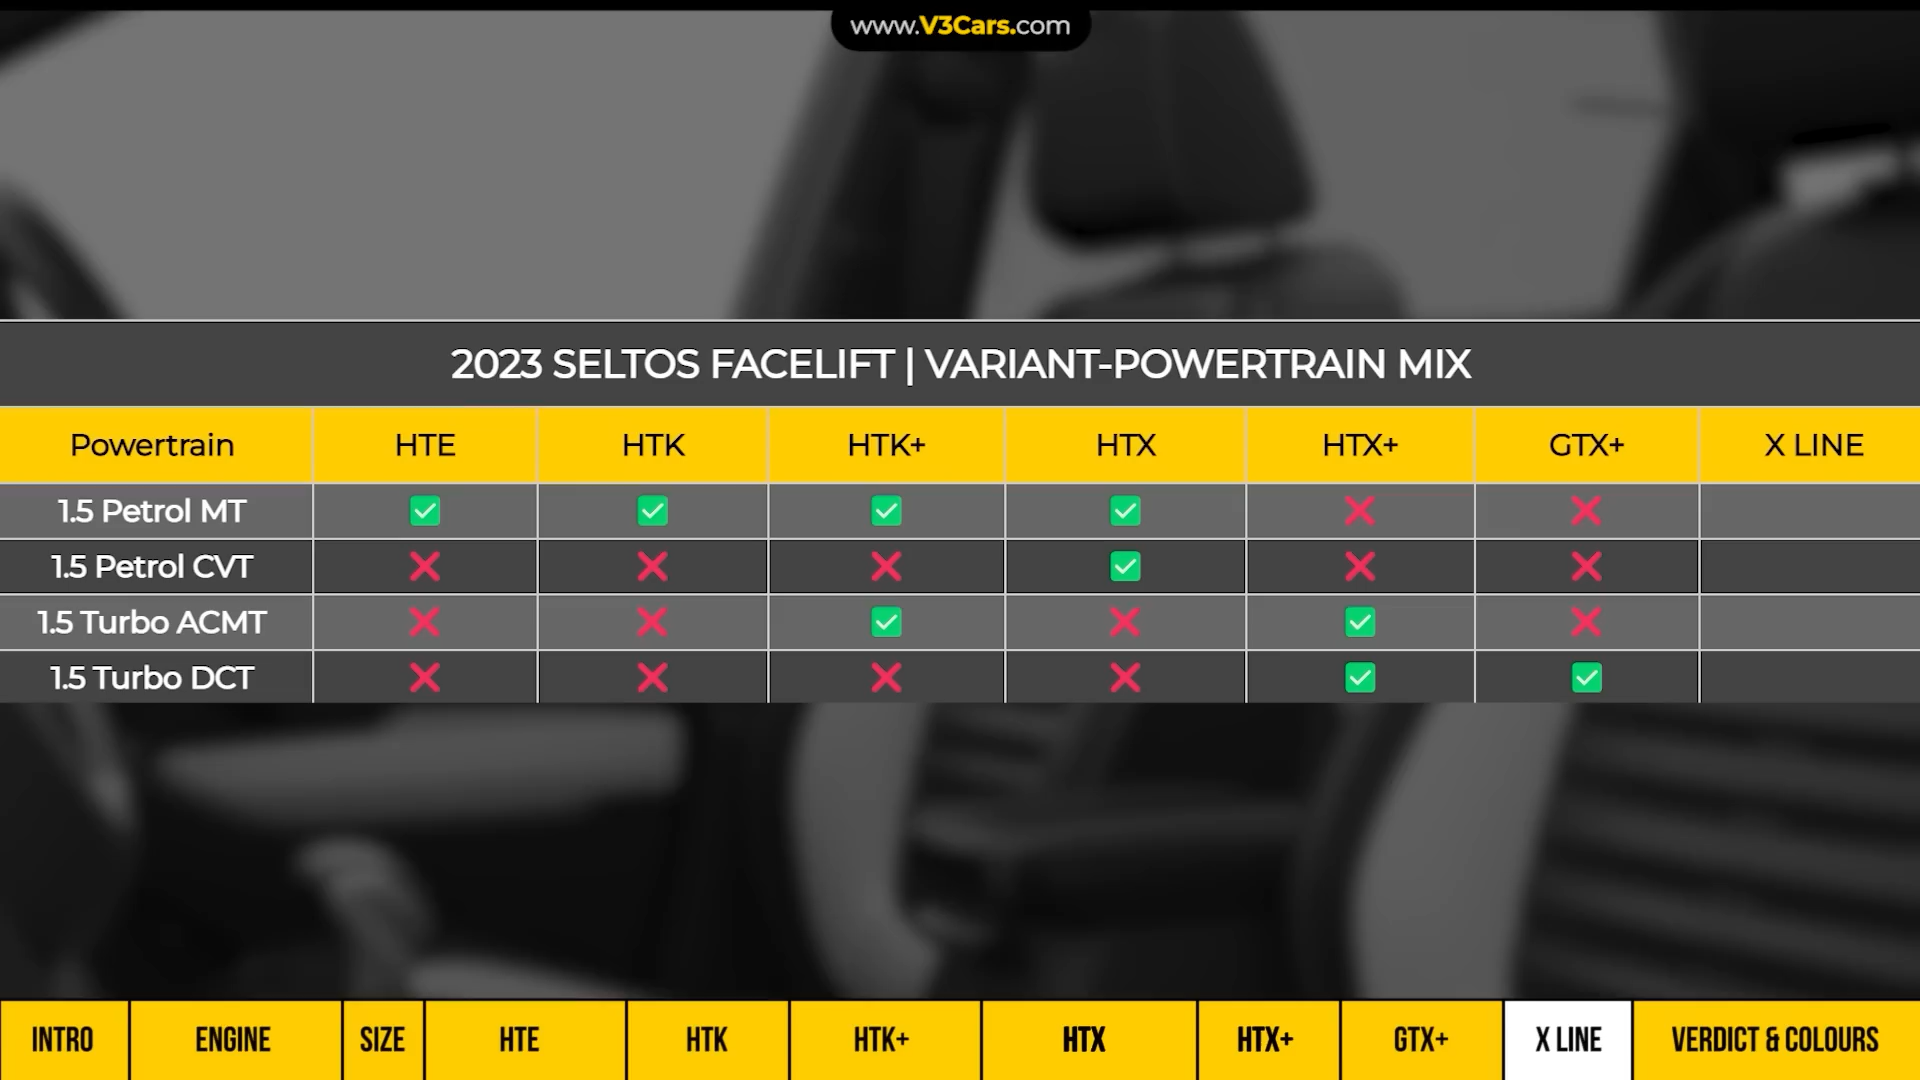 www.V3Cars.com
2023 SELTOS FACELIFT | VARIANT-POWERTRAIN MIX
Powertrain HTE HTK HTK+ HTX HTX+ GTX+ X LINE
1.5 Petrol MT ✅ ✅ ✅ ✅ ❌ ❌
1.5 Petrol CVT ❌ ❌ ❌ ✅ ❌ ❌
1.5 Turbo ACMT ❌ ❌ ✅ ❌ ✅ ❌
1.5 Turbo DCT ❌ ❌ ❌ ❌ ✅ ✅
INTRO ENGINE SIZE HTE HTK HTK+ HTX HTX+ GTX+ X LINE VERDICT & COLOURS